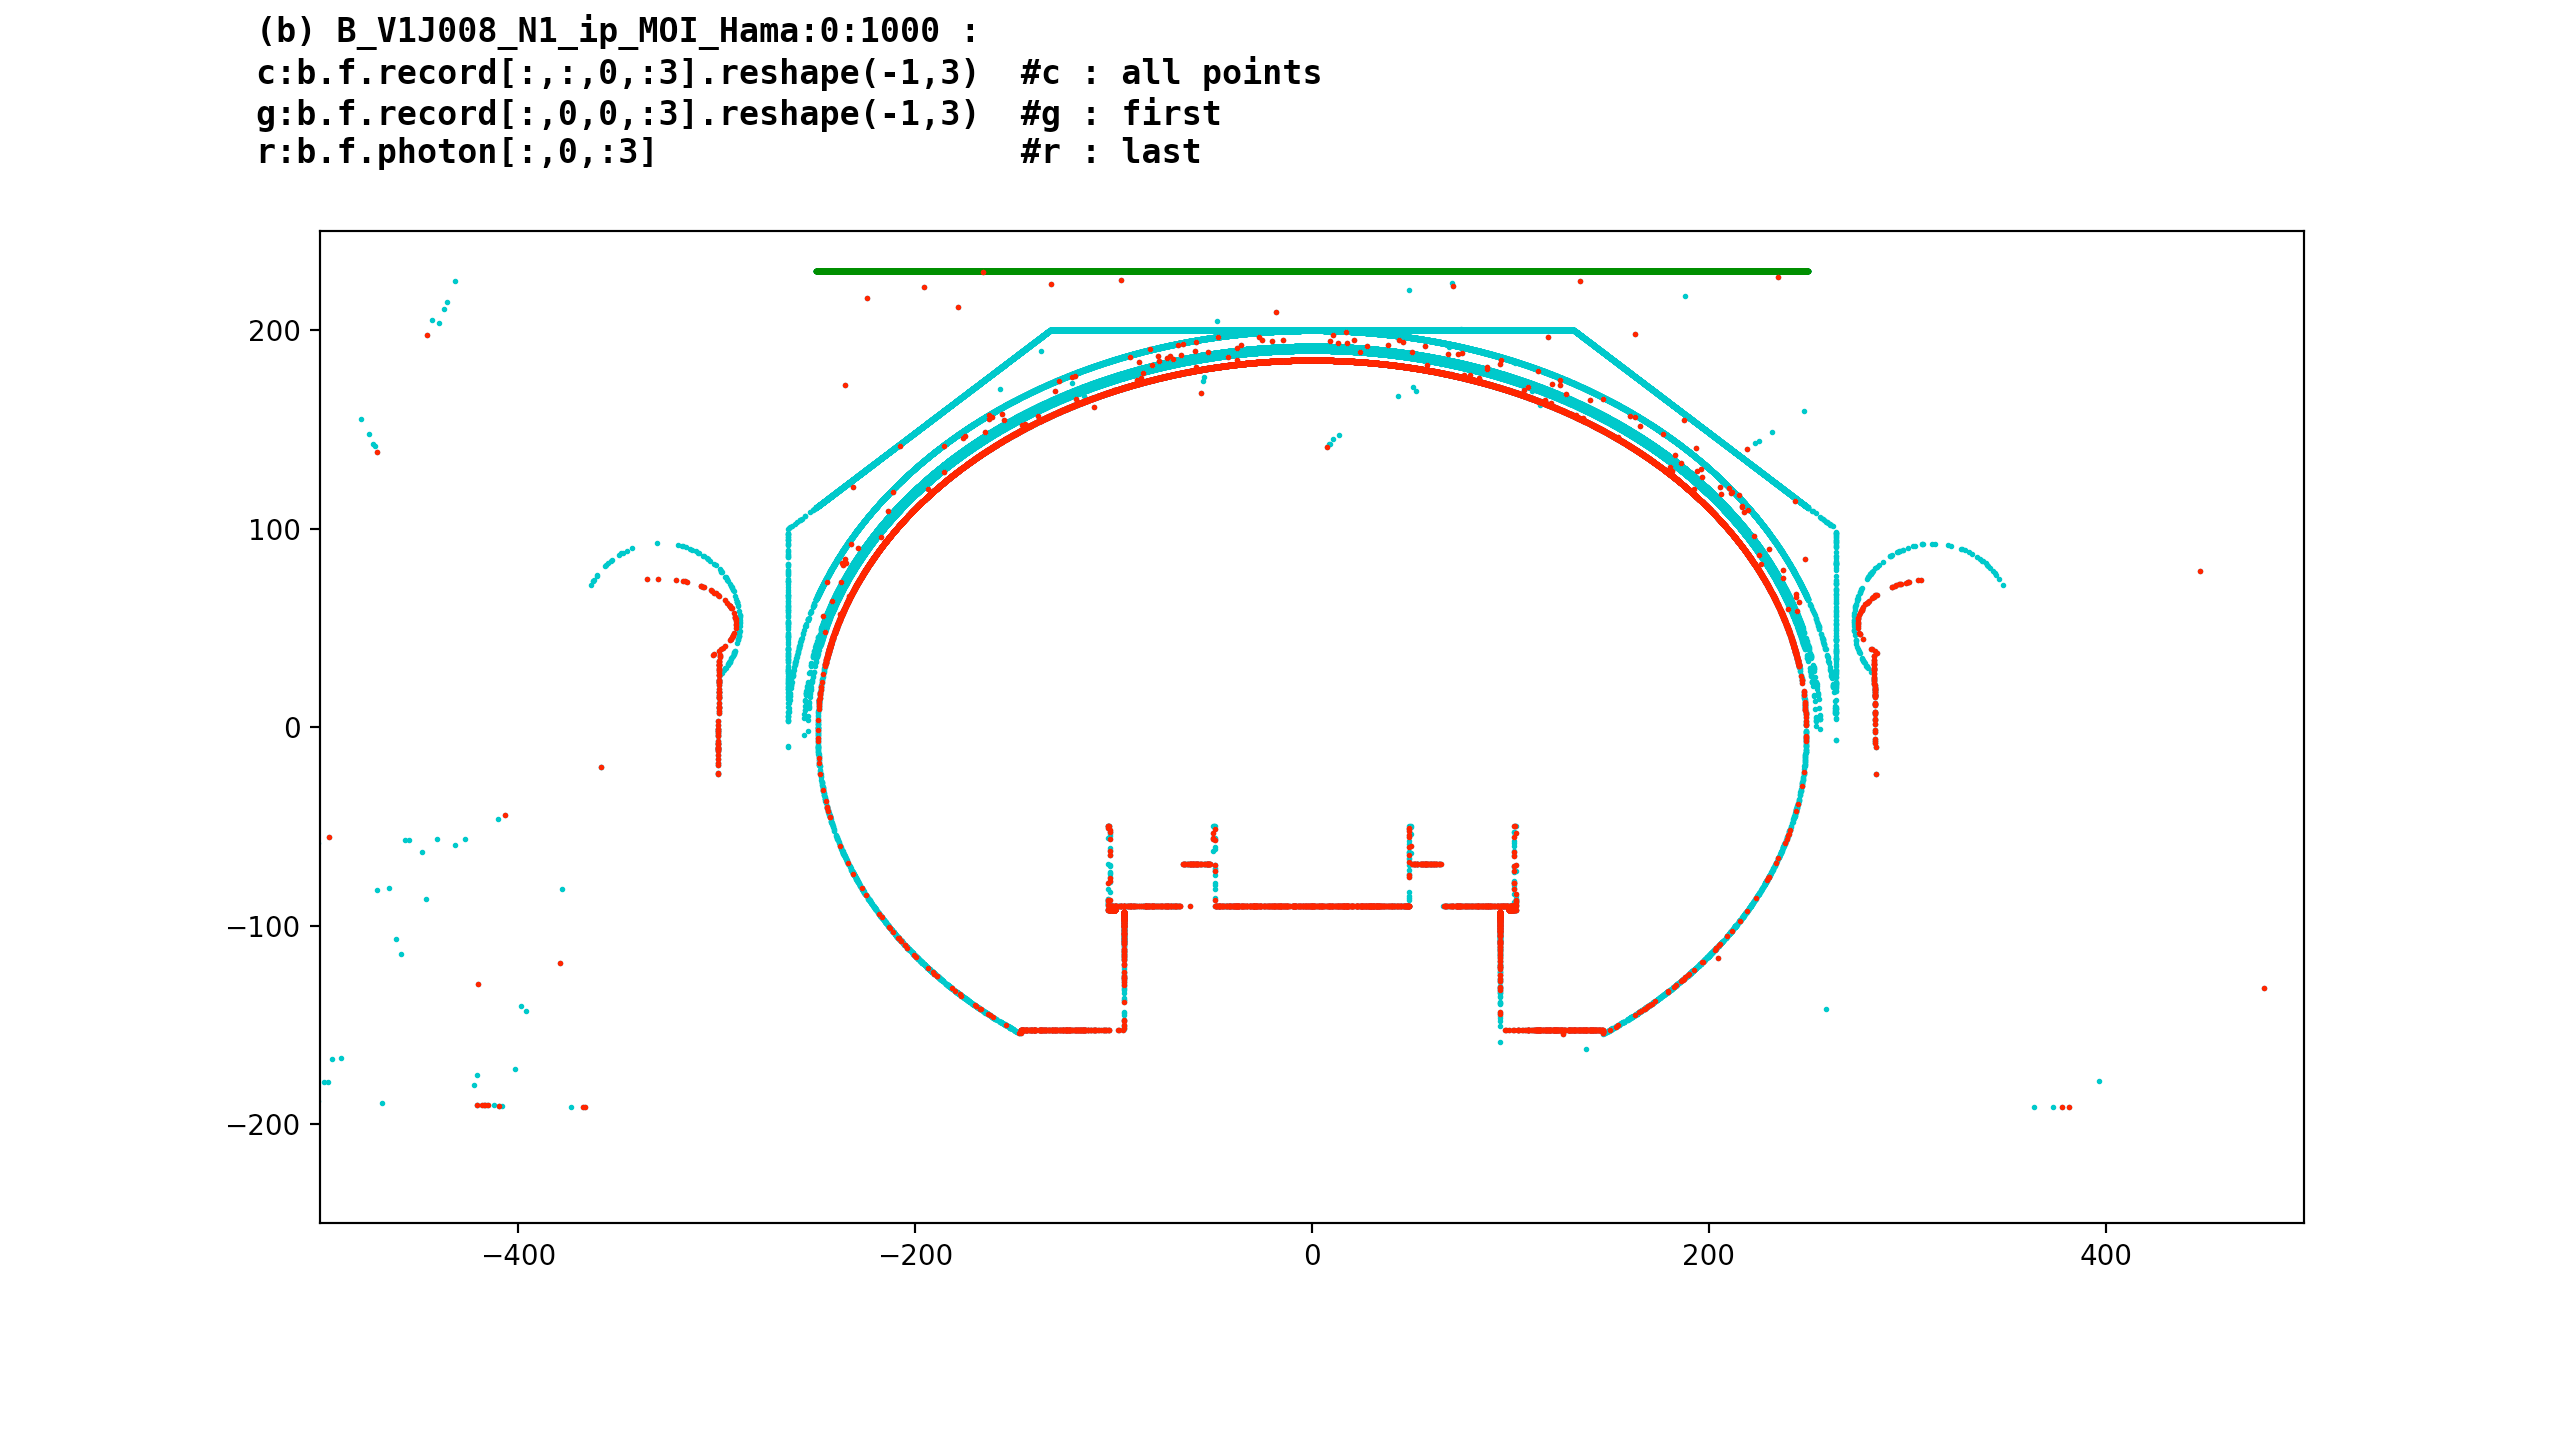 (b) B_V1J008_N1_ip_MOI_Hama:0:1000 :
c:b.f.record[:,:,0,:3].reshape(-1,3)  #c : all points
g:b.f.record[:,0,0,:3].reshape(-1,3)  #g : first
r:b.f.photon[:,0,:3]                  #r : last
200
100
0
−100
−200
−400 −200 0 200 400